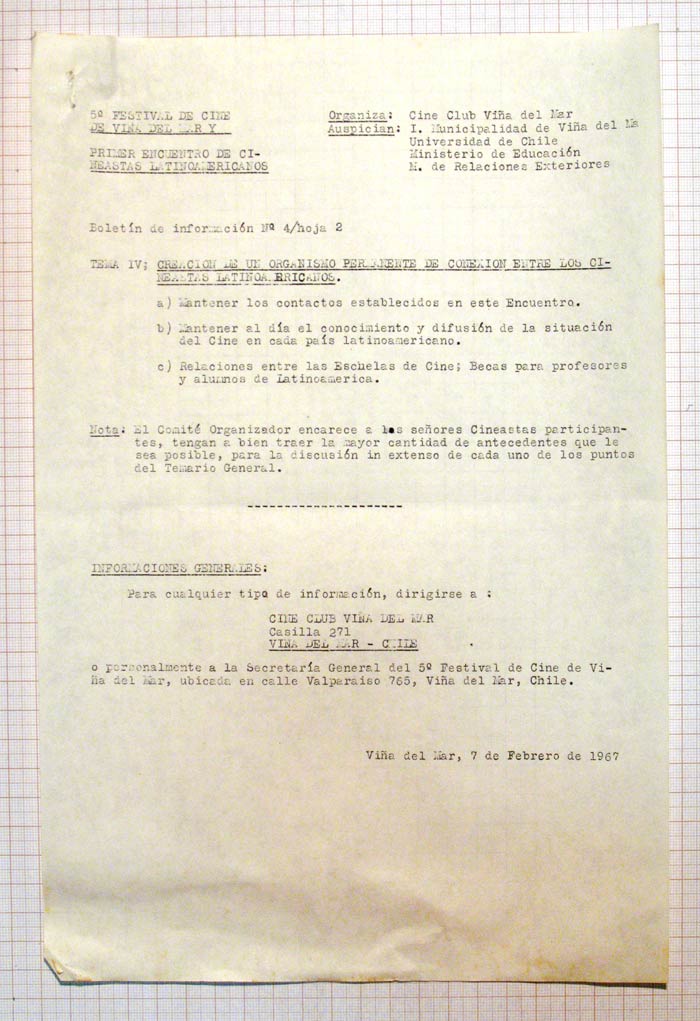 5º FESTIVAL DE CINE
DE VIÑA DEL MAR Y
PRIMER ENCUENTRO DE CI-
NEASTAS LATINOAMERICANOS
Organiza: Cine Club Viña del Mar
Auspician: I. Municipalidad de Viña del Ma
Universidad de Chile
Ministerio de Educación
M. de Relaciones Exteriores
Boletín de información Nº 4/hoja 2
TEMA IV; CREACION DE UN ORGANISMO PERMANENTE DE CONEXION ENTRE LOS CI-
NEASTAS LATINOAMERICANOS.
a) Mantener los contactos establecidos en este Encuentro.
b) Mantener al día el conocimiento y difusión de la situación
del Cine en cada país latinoamericano.
c) Relaciones entre las Eschelas de Cine; Becas para profesores
y alumnos de Latinoamerica.
Nota: El Comité Organizador encarece a los señores Cineastas participan-
tes, tengan a bien traer la mayor cantidad de antecedentes que le
sea posible, para la discusión in extenso de cada uno de los puntos
del Temario General.
----------------------
INFORMACIONES GENERALES:
Para cualquier tipo de información, dirigirse a :
CINE CLUB VIÑA DEL MAR
Casilla 271
VIÑA DEL MAR - CHILE
o personalmente a la Secretaría General del 5º Festival de Cine de Vi-
ña del Mar, ubicada en calle Valparaiso 765, Viña del Mar, Chile.
Viña del Mar, 7 de Febrero de 1967